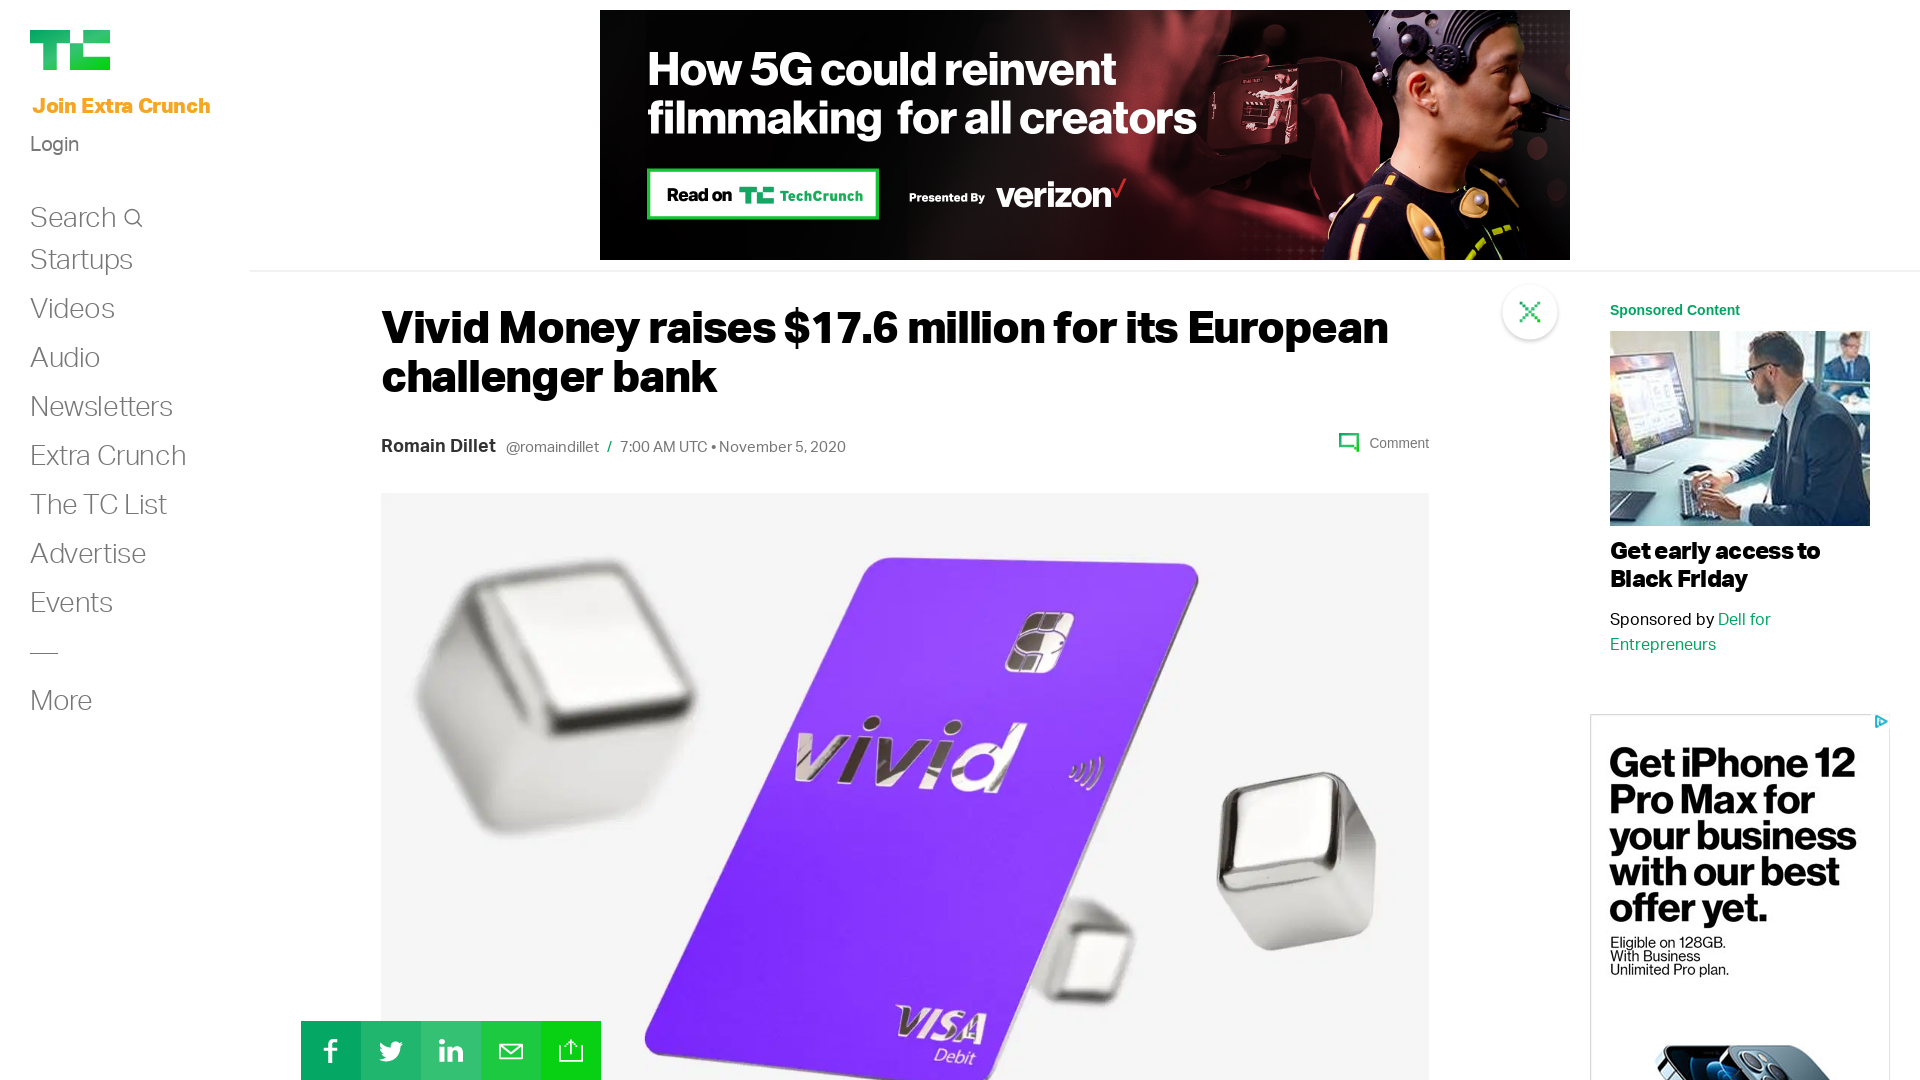 Join Extra Crunch
Login
Search
Startups
Videos
Audio
Newsletters
Extra Crunch
The TC List
Advertise
Events
More
How 5G could reinvent
filmmaking for all creators
Read on TC TechCrunch
Presented By verizon
Vivid Money raises $17.6 million for its European
challenger bank
Romain Dillet @romaindillet / 7:00 AM UTC • November 5, 2020
Comment
vivid
VISA
Debit
Sponsored Content
Get early access to
Black Friday
Sponsored by Dell for
Entrepreneurs
Get iPhone 12
Pro Max for
your business
with our best
offer yet.
Eligible on 128GB.
With Business
Unlimited Pro plan.